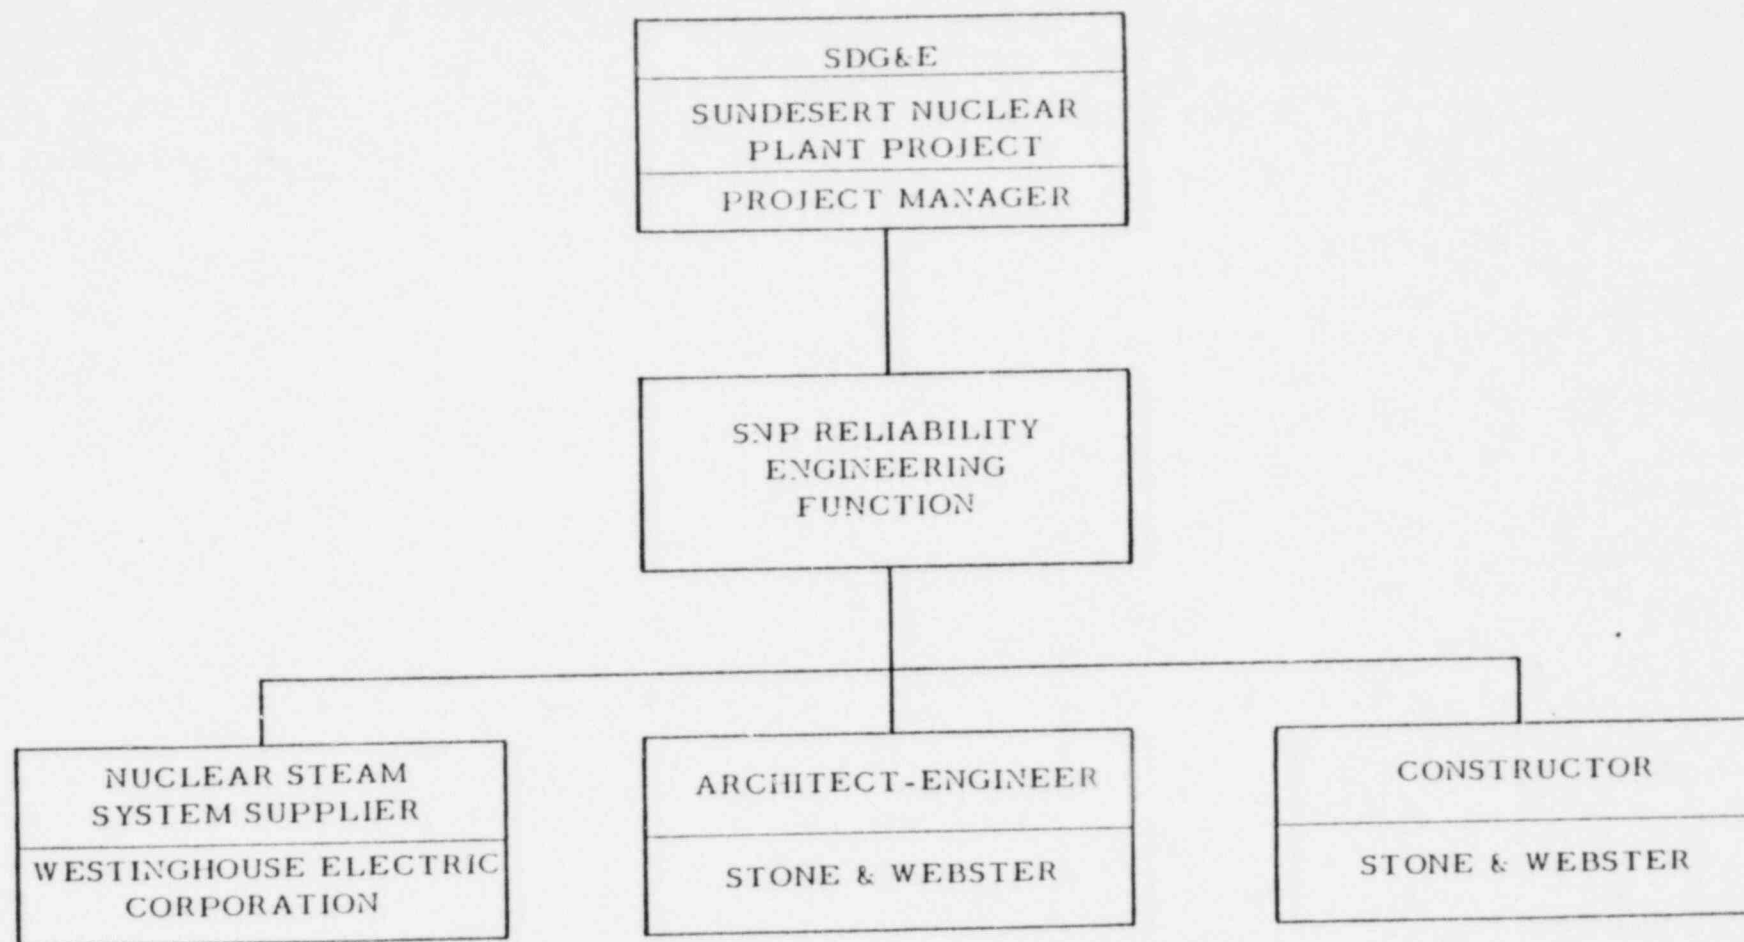 SDG&E
SUNDESERT NUCLEAR
PLANT PROJECT
PROJECT MANAGER
SNP RELIABILITY
ENGINEERING
FUNCTION
NUCLEAR STEAM
SYSTEM SUPPLIER
WESTINGHOUSE ELECTRIC
CORPORATION
ARCHITECT-ENGINEER
STONE & WEBSTER
CONSTRUCTOR
STONE & WEBSTER